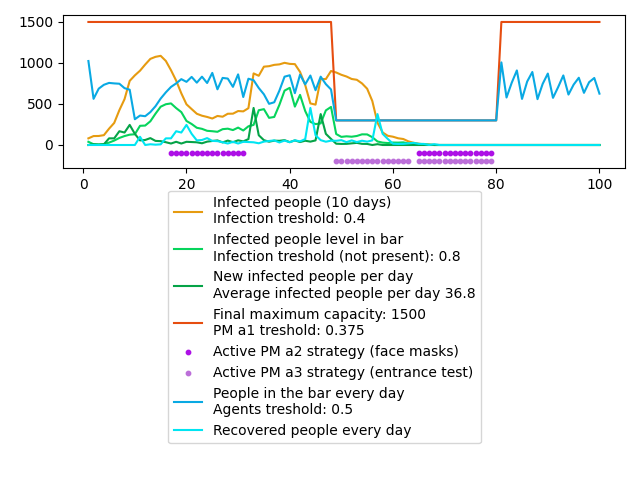 1500
1000
500
0
0
20
40
60
80
100
Infected people (10 days)
Infection treshold: 0.4
Infected people level in bar
Infection treshold (not present): 0.8
New infected people per day
Average infected people per day 36.8
Final maximum capacity: 1500
PM a1 treshold: 0.375
Active PM a2 strategy (face masks)
Active PM a3 strategy (entrance test)
People in the bar every day
Agents treshold: 0.5
Recovered people every day